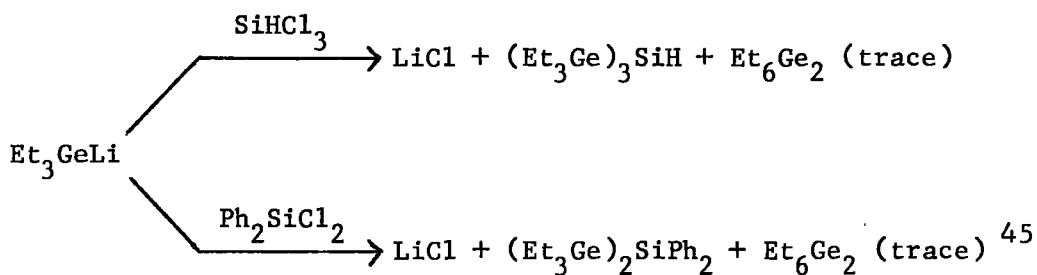 SiHCl₃
LiCl + (Et₃Ge)₃SiH + Et₆Ge₂ (trace)
Et₃GeLi
Ph₂SiCl₂
LiCl + (Et₃Ge)₂SiPh₂ + Et₆Ge₂ (trace) 45